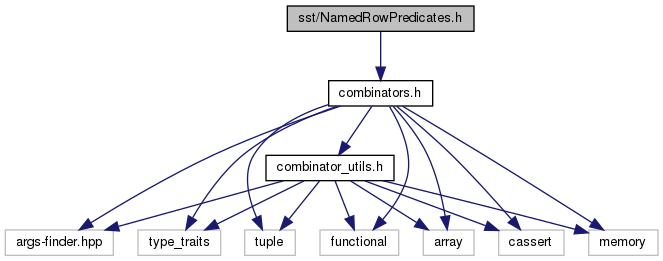 sst/NamedRowPredicates.h
combinators.h
combinator_utils.h
args-finder.hpp
type_traits
tuple
functional
array
cassert
memory